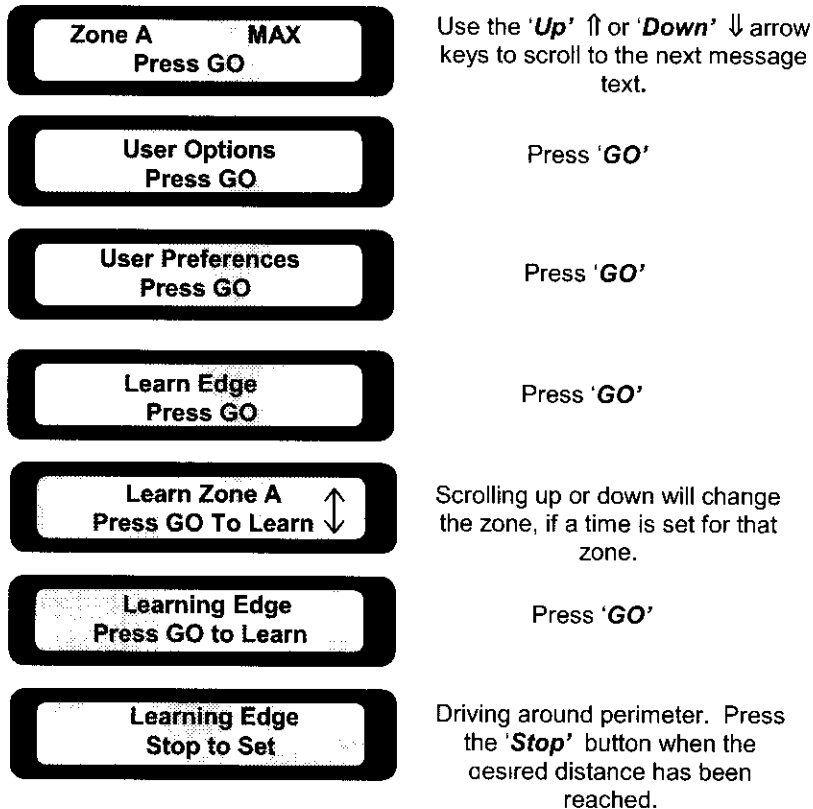 Zone A MAX
Press GO
Use the 'Up' ⇑ or 'Down' ⇓ arrow
keys to scroll to the next message
text.
User Options
Press GO
Press 'GO'
User Preferences
Press GO
Press 'GO'
Learn Edge
Press GO
Press 'GO'
Learn Zone A
Press GO To Learn
Scrolling up or down will change
the zone, if a time is set for that
zone.
Learning Edge
Press GO to Learn
Press 'GO'
Learning Edge
Stop to Set
Driving around perimeter. Press
the 'Stop' button when the
desired distance has been
reached.